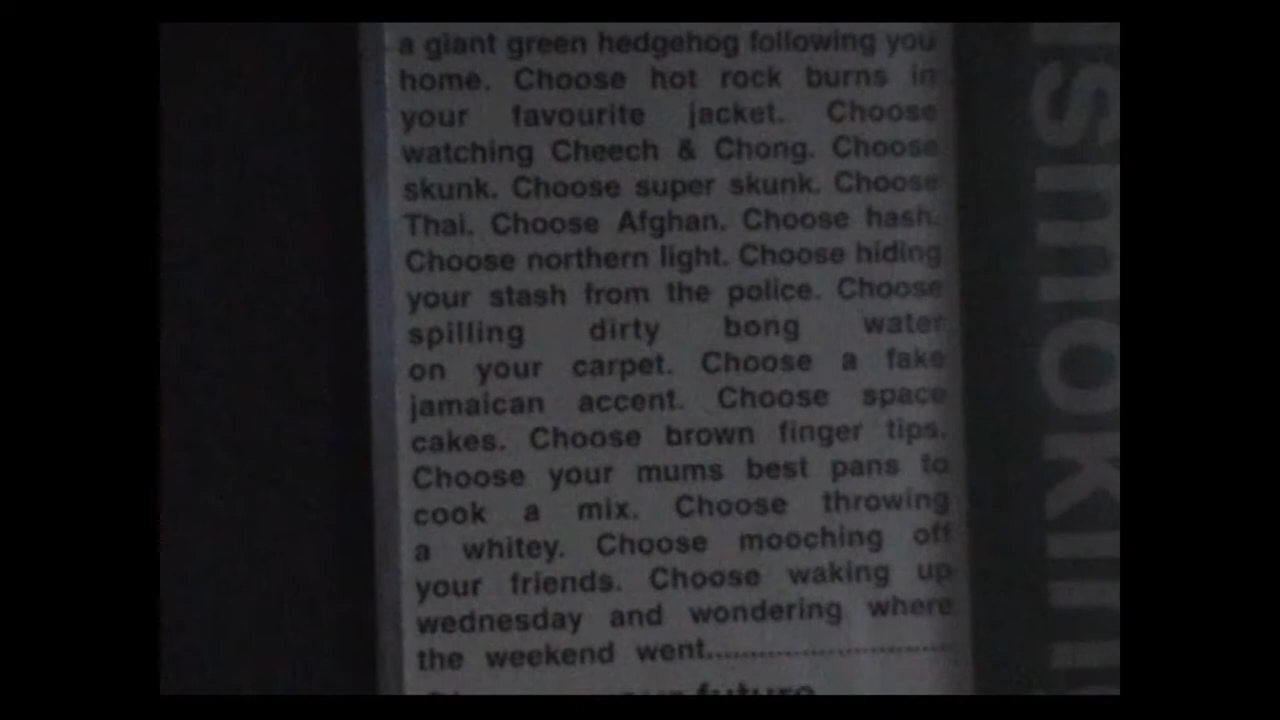 a giant green hedgehog following you
home. Choose hot rock burns in
your favourite jacket. Choose
watching Cheech & Chong. Choose
skunk. Choose super skunk. Choose
Thai. Choose Afghan. Choose hash.
Choose northern light. Choose hiding
your stash from the police. Choose
spilling dirty bong water
on your carpet. Choose a fake
jamaican accent. Choose space
cakes. Choose brown finger tips.
Choose your mums best pans to
cook a mix. Choose throwing
a whitey. Choose mooching off
your friends. Choose waking up
wednesday and wondering where
the weekend went..............................
future